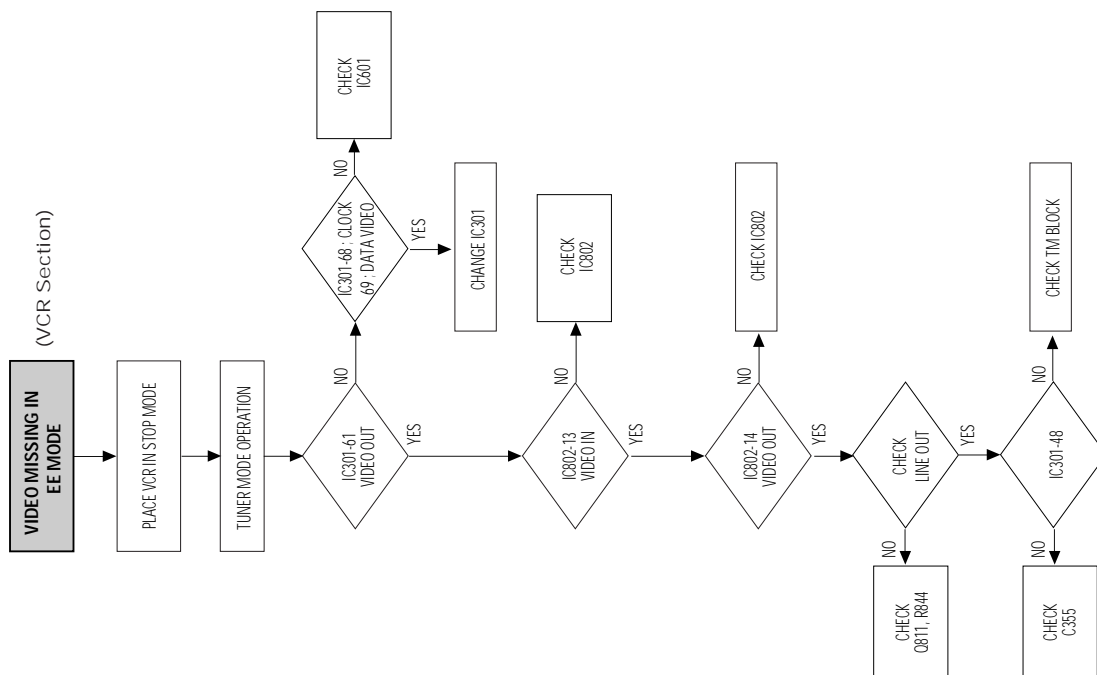 (VCR Section)
VIDEO MISSING IN
EE MODE
PLACE VCR IN STOP MODE
TUNER MODE OPERATION
IC301-61
VIDEO OUT
NO
YES
IC301-68 ; CLOCK
69 ; DATA VIDEO
NO
YES
CHECK
IC601
CHANGE IC301
IC802-13
VIDEO IN
NO
YES
CHECK
IC802
IC802-14
VIDEO OUT
NO
YES
CHECK IC802
CHECK
LINE OUT
NO
YES
CHECK
Q811, R844
IC301-48
NO
NO
CHECK
C355
CHECK TM BLOCK